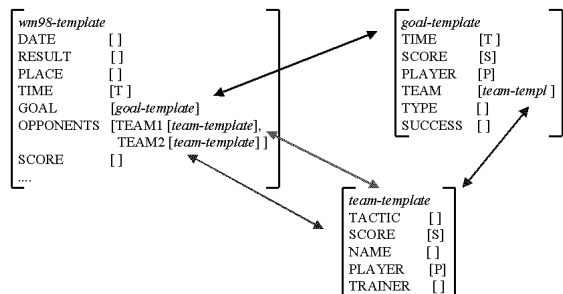 wm98-template
DATE [ ]
RESULT [ ]
PLACE [ ]
TIME [T ]
GOAL [goal-template]
OPPONENTS [TEAM1 [team-template],
TEAM2 [team-template] ]
SCORE [ ]
....
goal-template
TIME [T ]
SCORE [S]
PLAYER [P]
TEAM [team-templ ]
TYPE [ ]
SUCCESS [ ]
team-template
TACTIC [ ]
SCORE [S]
NAME [ ]
PLAYER [P]
TRAINER [ ]